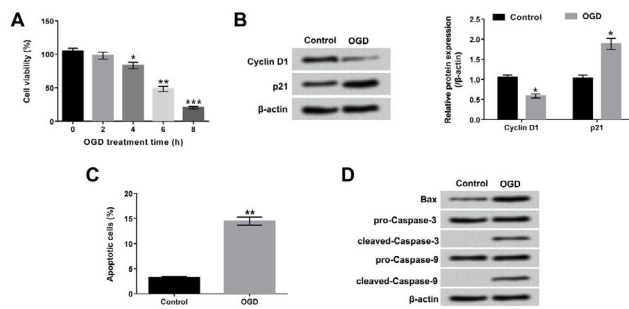 A
Cell viability (%)
150
100
50
0
*
**
***
0 2 4 6 8
OGD treatment time (h)
B
Control OGD
Cyclin D1
p21
β-actin
Relative protein expression
(/β-actin)
2.5
2.0
1.5
1.0
0.5
0.0
Control
OGD
*
*
Cyclin D1 p21
C
Apoptotic cells (%)
20
15
10
5
0
**
Control OGD
D
Control OGD
Bax
pro-Caspase-3
cleaved-Caspase-3
pro-Caspase-9
cleaved-Caspase-9
β-actin